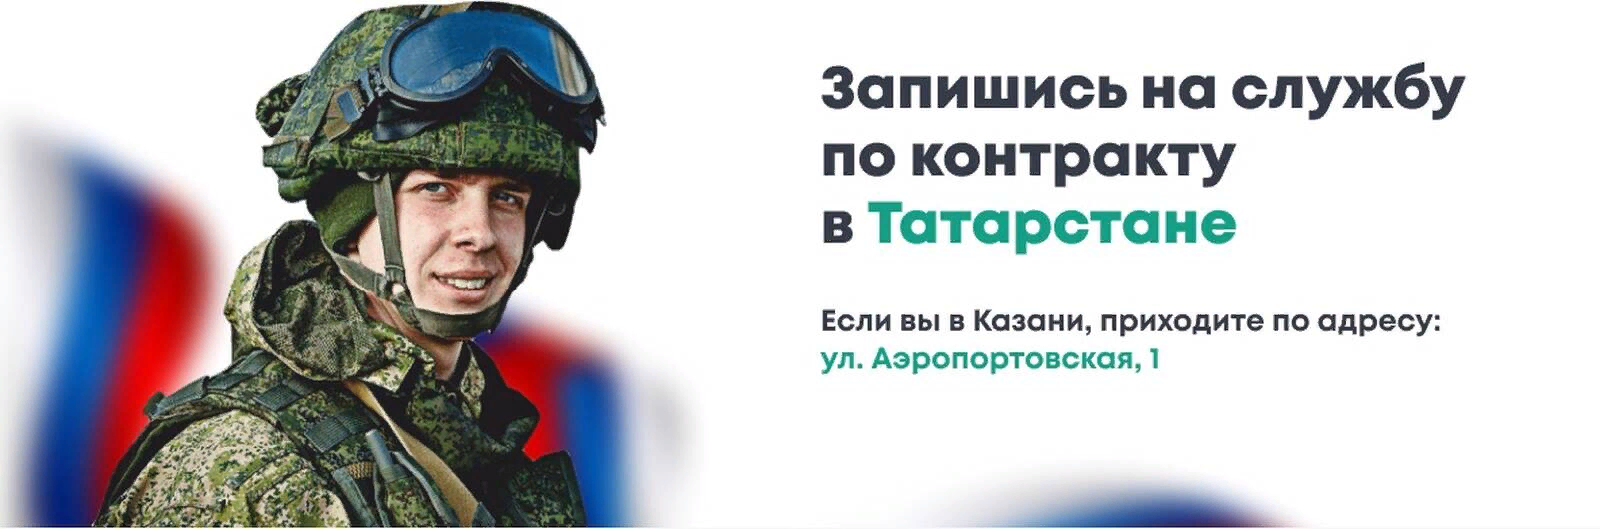 Запишись на службу
по контракту
в Татарстане
Если вы в Казани, приходите по адресу:
ул. Аэропортовская, 1